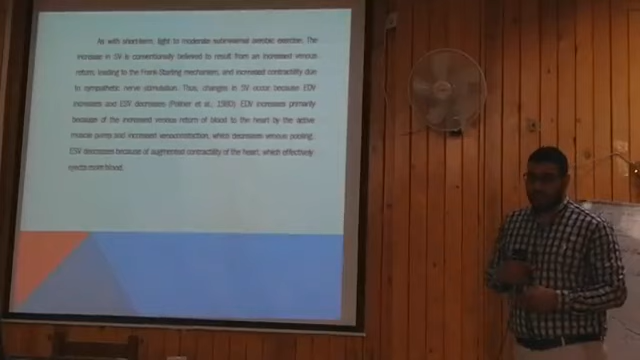 As with short-term, light to moderate submaximal aerobic exercise. The
increase in SV is conventionally believed to result from an increased venous
return, leading to the Frank-Starling mechanism, and increased contractility due
to sympathetic nerve stimulation. Thus, changes in SV occur because EDV
increases and ESV decreases (Poliner et al., 1980). EDV increases primarily
because of the increased venous return of blood to the heart by the active
muscle pump and increased venoconstriction, which decreases venous pooling.
ESV decreases because of augmented contractility of the heart, which effectively
ejects more blood.